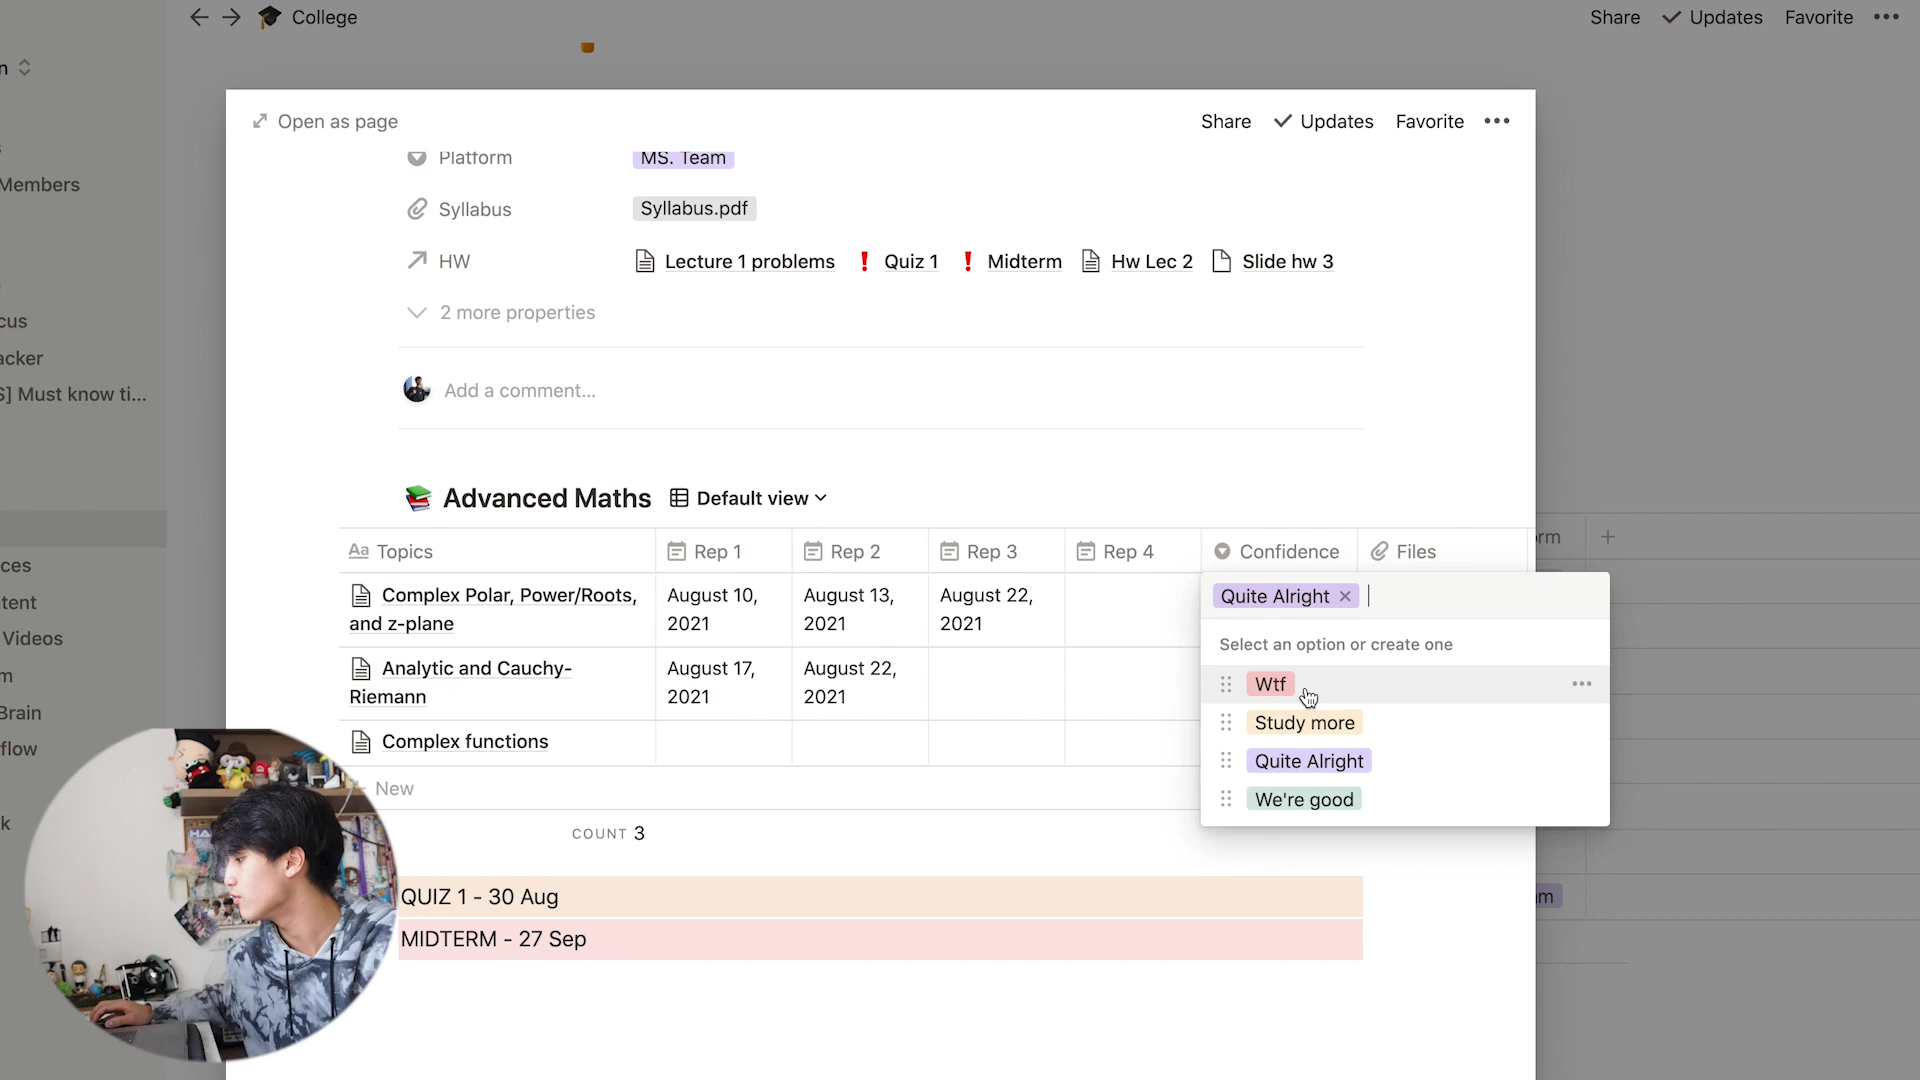 College
Share Updates Favorite
n
Open as page
Share Updates Favorite
Platform MS. Team
Members
Syllabus Syllabus.pdf
HW Lecture 1 problems Quiz 1 Midterm Hw Lec 2 Slide hw 3
2 more properties
cus
acker
S] Must know ti...
Add a comment...
Advanced Maths Default view
Topics Rep 1 Rep 2 Rep 3 Rep 4 Confidence Files
rm
ces
tent
Videos
m
Brain
flow
k
Complex Polar, Power/Roots,
and z-plane
August 10,
2021
August 13,
2021
August 22,
2021
Analytic and Cauchy-
Riemann
August 17,
2021
August 22,
2021
Complex functions
New
COUNT 3
Quite Alright
Select an option or create one
Wtf
Study more
Quite Alright
We're good
QUIZ 1 - 30 Aug
MIDTERM - 27 Sep